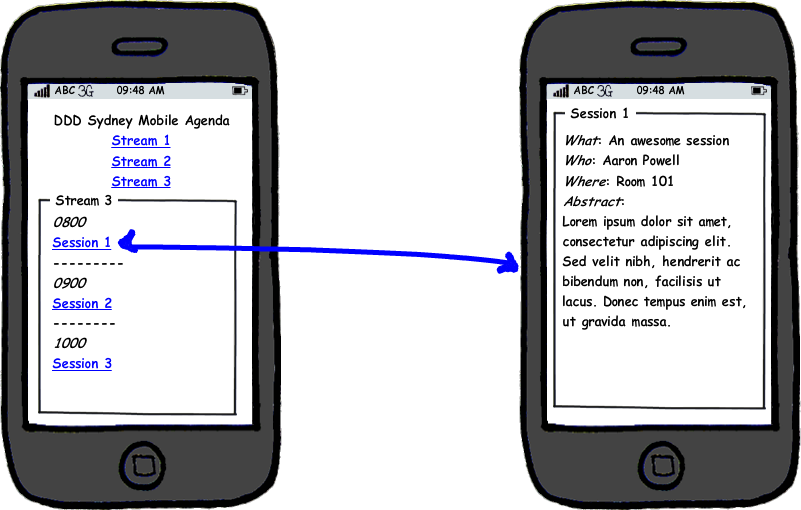 ABC 3G 09:48 AM
DDD Sydney Mobile Agenda
Stream 1
Stream 2
Stream 3
Stream 3
0800
Session 1
----------
0900
Session 2
---------
1000
Session 3
ABC 3G 09:48 AM
Session 1
What: An awesome session
Who: Aaron Powell
Where: Room 101
Abstract:
Lorem ipsum dolor sit amet,
consectetur adipiscing elit.
Sed velit nibh, hendrerit ac
bibendum non, facilisis ut
lacus. Donec tempus enim est,
ut gravida massa.